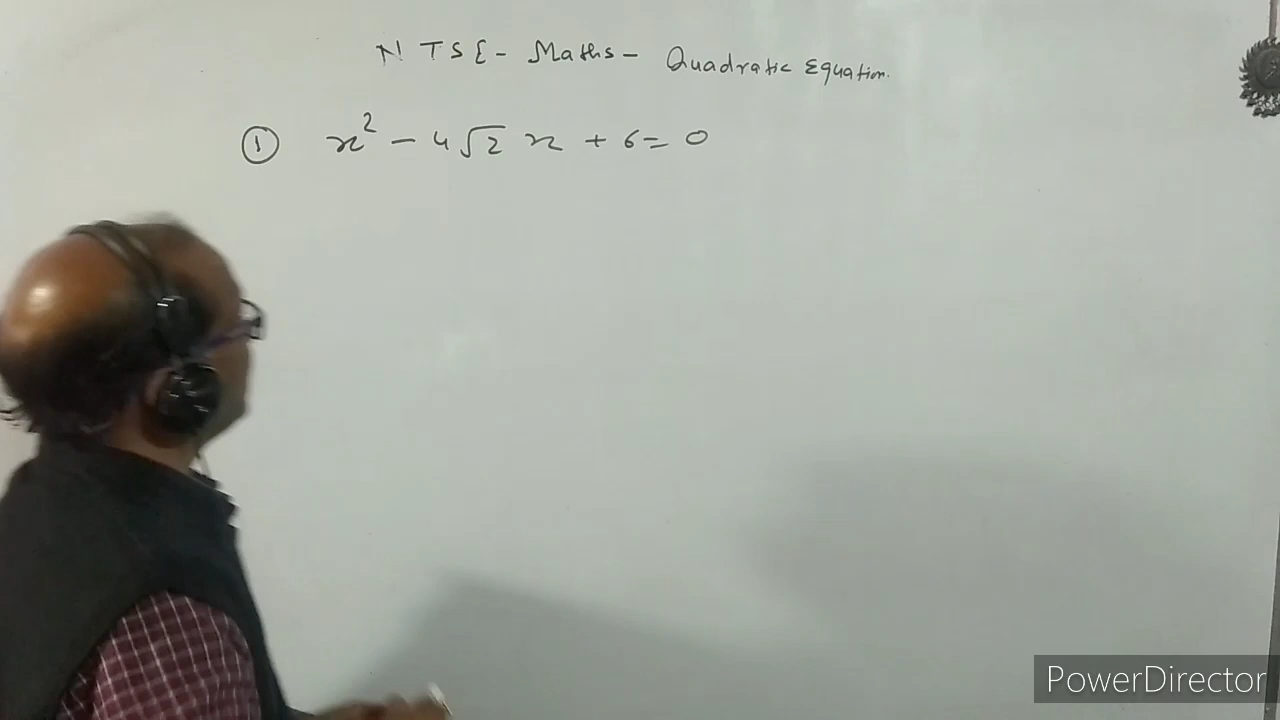 NTSE - Maths - Quadratic Equation.
① x² - 4√2 x + 6 = 0
PowerDirector